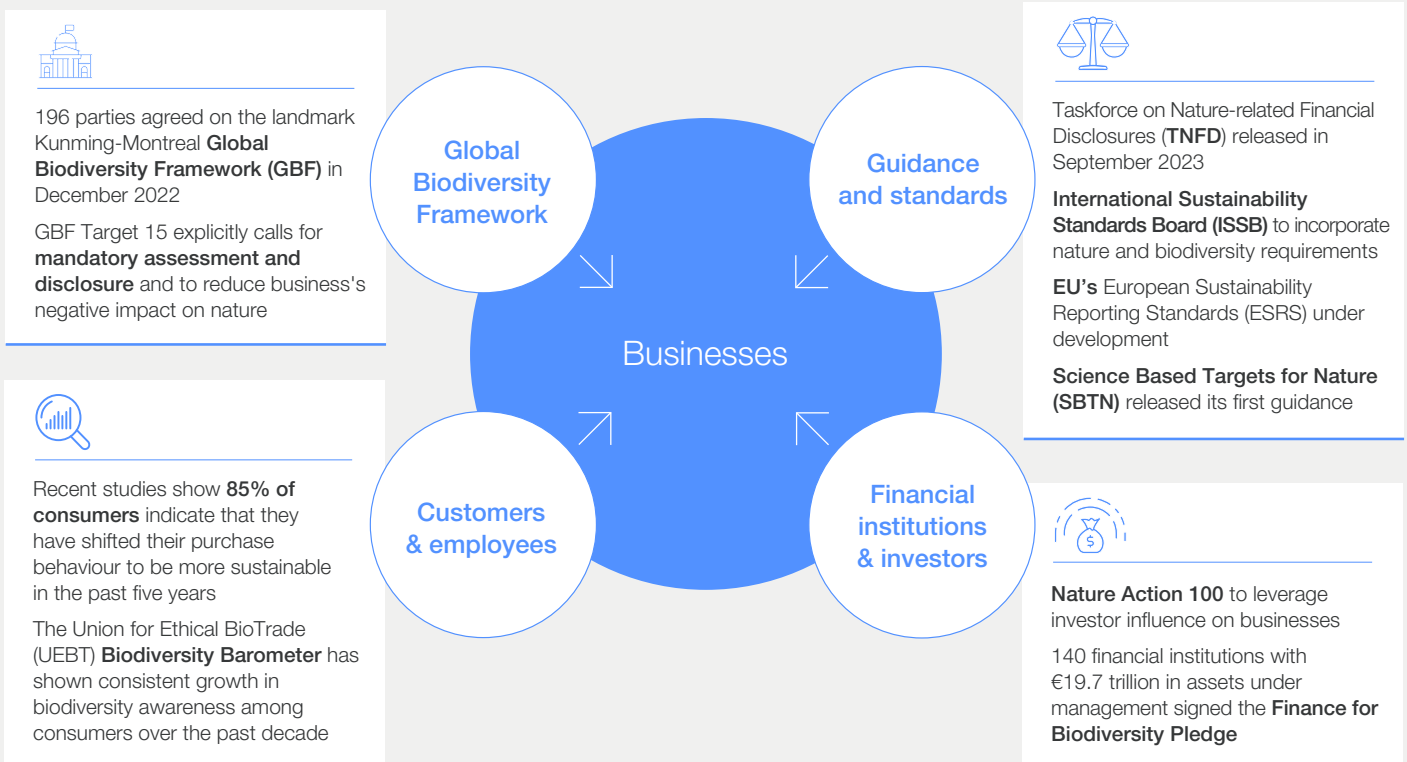 196 parties agreed on the landmark
Kunming-Montreal Global
Biodiversity Framework (GBF) in
December 2022
GBF Target 15 explicitly calls for
mandatory assessment and
disclosure and to reduce business's
negative impact on nature
Global
Biodiversity
Framework
Guidance
and standards
Taskforce on Nature-related Financial
Disclosures (TNFD) released in
September 2023
International Sustainability
Standards Board (ISSB) to incorporate
nature and biodiversity requirements
EU’s European Sustainability
Reporting Standards (ESRS) under
development
Science Based Targets for Nature
(SBTN) released its first guidance
Businesses
Recent studies show 85% of
consumers indicate that they
have shifted their purchase
behaviour to be more sustainable
in the past five years
The Union for Ethical BioTrade
(UEBT) Biodiversity Barometer has
shown consistent growth in
biodiversity awareness among
consumers over the past decade
Customers
& employees
Financial
institutions
& investors
$
Nature Action 100 to leverage
investor influence on businesses
140 financial institutions with
€19.7 trillion in assets under
management signed the Finance for
Biodiversity Pledge